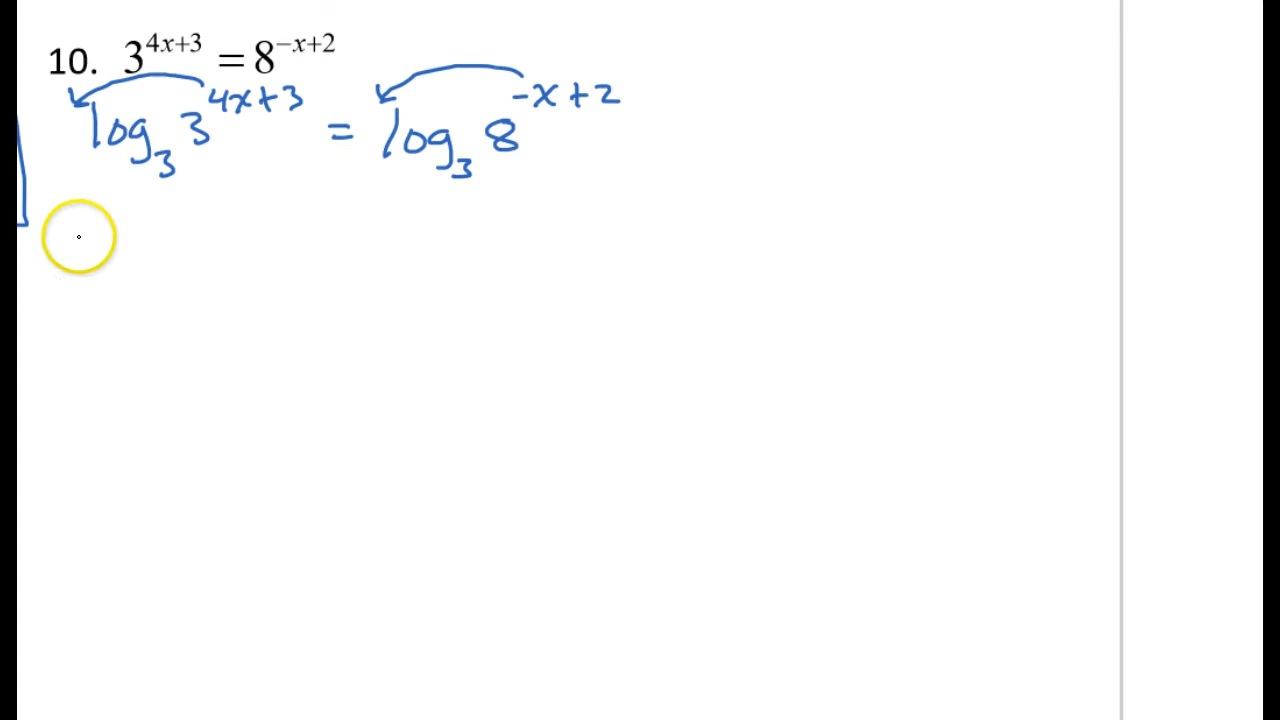 10. 3^{4x+3} = 8^{-x+2}
log_3 3^{4x+3} = log_3 8^{-x+2}